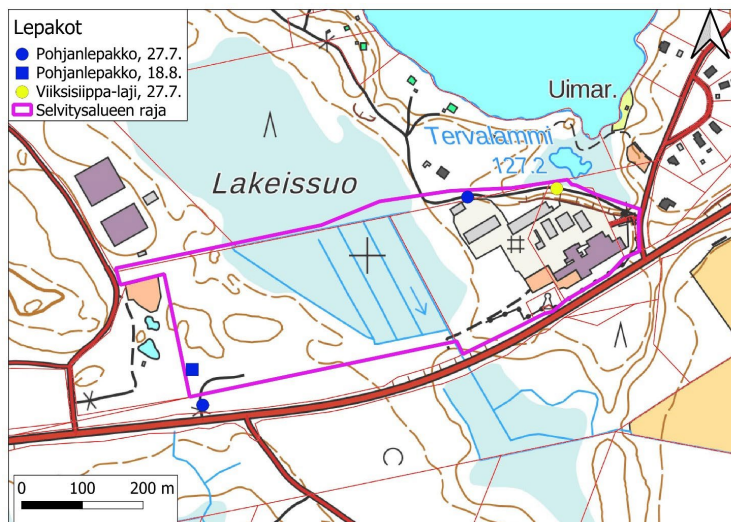 Lepakot
Pohjanlepakko, 27.7.
Pohjanlepakko, 18.8.
Viiksisiippa-laji, 27.7.
Selvitysalueen raja
Uimar.
Tervalammi
127.2
Lakeissuo
0 100 200 m